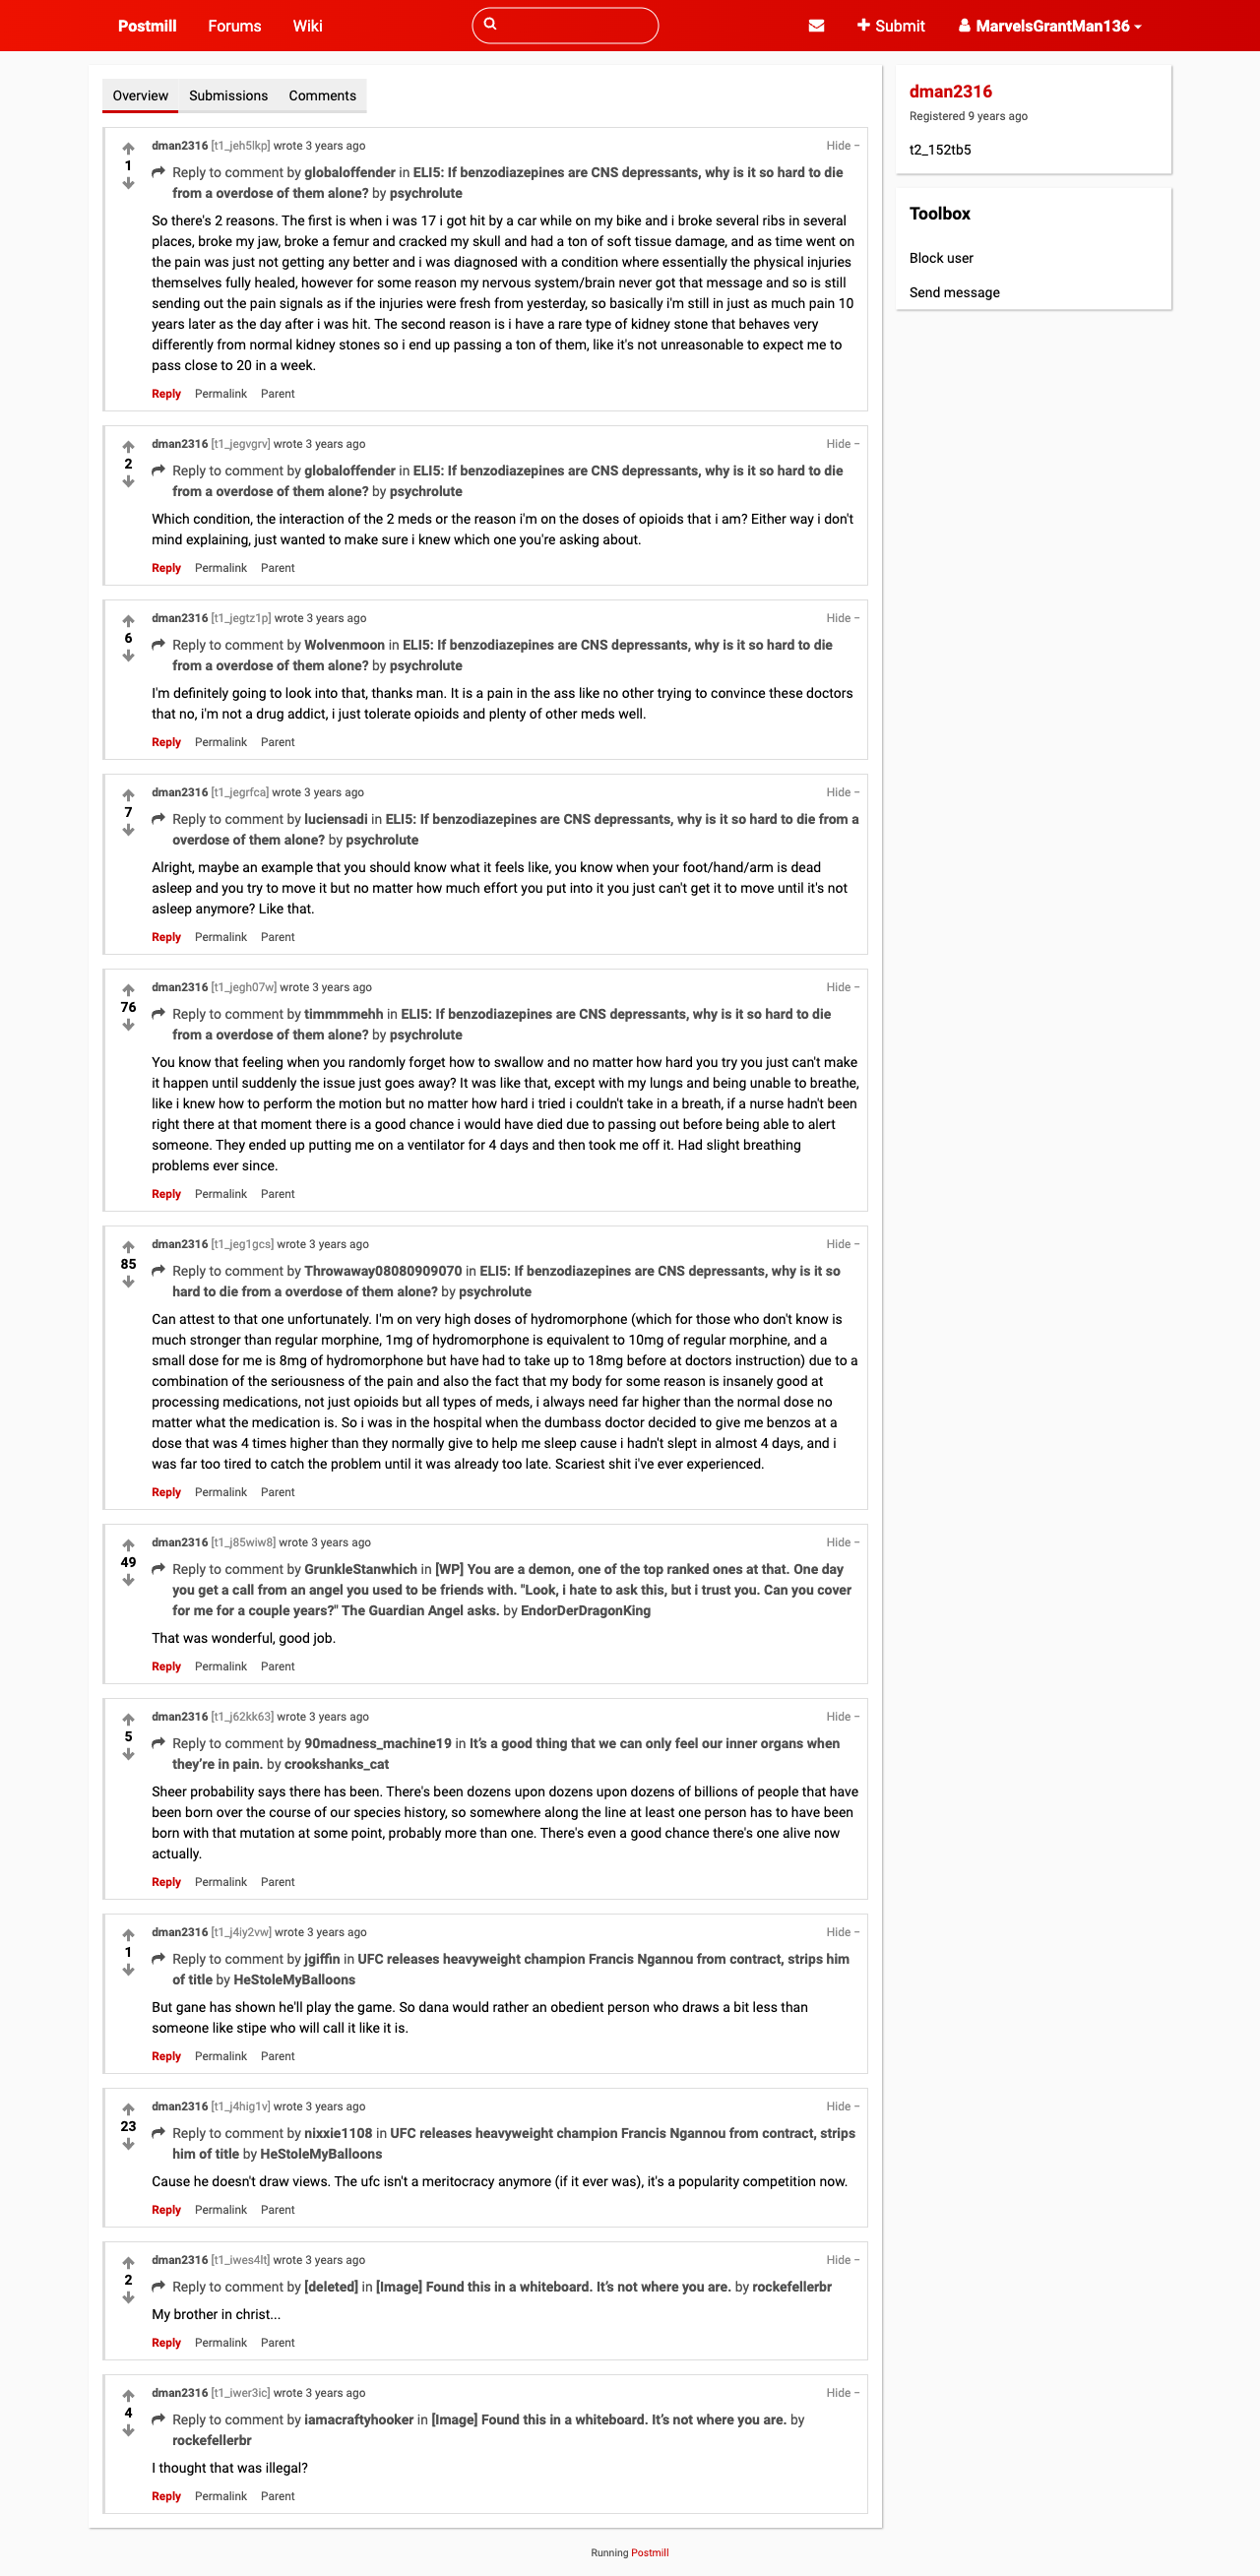 Postmill Forums Wiki Submit MarvelsGrantMan136
Overview Submissions Comments
dman2316 [t1_jeh5lkp] wrote 3 years ago Hide −
1
Reply to comment by globaloffender in ELI5: If benzodiazepines are CNS depressants, why is it so hard to die
from a overdose of them alone? by psychrolute
So there's 2 reasons. The first is when i was 17 i got hit by a car while on my bike and i broke several ribs in several
places, broke my jaw, broke a femur and cracked my skull and had a ton of soft tissue damage, and as time went on
the pain was just not getting any better and i was diagnosed with a condition where essentially the physical injuries
themselves fully healed, however for some reason my nervous system/brain never got that message and so is still
sending out the pain signals as if the injuries were fresh from yesterday, so basically i'm still in just as much pain 10
years later as the day after i was hit. The second reason is i have a rare type of kidney stone that behaves very
differently from normal kidney stones so i end up passing a ton of them, like it's not unreasonable to expect me to
pass close to 20 in a week.
Reply Permalink Parent
dman2316 [t1_jegvgrv] wrote 3 years ago Hide −
2
Reply to comment by globaloffender in ELI5: If benzodiazepines are CNS depressants, why is it so hard to die
from a overdose of them alone? by psychrolute
Which condition, the interaction of the 2 meds or the reason i'm on the doses of opioids that i am? Either way i don't
mind explaining, just wanted to make sure i knew which one you're asking about.
Reply Permalink Parent
dman2316 [t1_jegtz1p] wrote 3 years ago Hide −
6
Reply to comment by Wolvenmoon in ELI5: If benzodiazepines are CNS depressants, why is it so hard to die
from a overdose of them alone? by psychrolute
I'm definitely going to look into that, thanks man. It is a pain in the ass like no other trying to convince these doctors
that no, i'm not a drug addict, i just tolerate opioids and plenty of other meds well.
Reply Permalink Parent
dman2316 [t1_jegrfca] wrote 3 years ago Hide −
7
Reply to comment by luciensadi in ELI5: If benzodiazepines are CNS depressants, why is it so hard to die from a
overdose of them alone? by psychrolute
Alright, maybe an example that you should know what it feels like, you know when your foot/hand/arm is dead
asleep and you try to move it but no matter how much effort you put into it you just can't get it to move until it's not
asleep anymore? Like that.
Reply Permalink Parent
dman2316 [t1_jegh07w] wrote 3 years ago Hide −
76
Reply to comment by timmmmehh in ELI5: If benzodiazepines are CNS depressants, why is it so hard to die
from a overdose of them alone? by psychrolute
You know that feeling when you randomly forget how to swallow and no matter how hard you try you just can't make
it happen until suddenly the issue just goes away? It was like that, except with my lungs and being unable to breathe,
like i knew how to perform the motion but no matter how hard i tried i couldn't take in a breath, if a nurse hadn't been
right there at that moment there is a good chance i would have died due to passing out before being able to alert
someone. They ended up putting me on a ventilator for 4 days and then took me off it. Had slight breathing
problems ever since.
Reply Permalink Parent
dman2316 [t1_jeg1gcs] wrote 3 years ago Hide −
85
Reply to comment by Throwaway08080909070 in ELI5: If benzodiazepines are CNS depressants, why is it so
hard to die from a overdose of them alone? by psychrolute
Can attest to that one unfortunately. I'm on very high doses of hydromorphone (which for those who don't know is
much stronger than regular morphine, 1mg of hydromorphone is equivalent to 10mg of regular morphine, and a
small dose for me is 8mg of hydromorphone but have had to take up to 18mg before at doctors instruction) due to a
combination of the seriousness of the pain and also the fact that my body for some reason is insanely good at
processing medications, not just opioids but all types of meds, i always need far higher than the normal dose no
matter what the medication is. So i was in the hospital when the dumbass doctor decided to give me benzos at a
dose that was 4 times higher than they normally give to help me sleep cause i hadn't slept in almost 4 days, and i
was far too tired to catch the problem until it was already too late. Scariest shit i've ever experienced.
Reply Permalink Parent
dman2316 [t1_j85wiw8] wrote 3 years ago Hide −
49
Reply to comment by GrunkleStanwhich in [WP] You are a demon, one of the top ranked ones at that. One day
you get a call from an angel you used to be friends with. "Look, i hate to ask this, but i trust you. Can you cover
for me for a couple years?" The Guardian Angel asks. by EndorDerDragonKing
That was wonderful, good job.
Reply Permalink Parent
dman2316 [t1_j62kk63] wrote 3 years ago Hide −
5
Reply to comment by 90madness_machine19 in It’s a good thing that we can only feel our inner organs when
they’re in pain. by crookshanks_cat
Sheer probability says there has been. There's been dozens upon dozens upon dozens of billions of people that have
been born over the course of our species history, so somewhere along the line at least one person has to have been
born with that mutation at some point, probably more than one. There's even a good chance there's one alive now
actually.
Reply Permalink Parent
dman2316 [t1_j4iy2vw] wrote 3 years ago Hide −
1
Reply to comment by jgiffin in UFC releases heavyweight champion Francis Ngannou from contract, strips him
of title by HeStoleMyBalloons
But gane has shown he'll play the game. So dana would rather an obedient person who draws a bit less than
someone like stipe who will call it like it is.
Reply Permalink Parent
dman2316 [t1_j4hig1v] wrote 3 years ago Hide −
23
Reply to comment by nixxie1108 in UFC releases heavyweight champion Francis Ngannou from contract, strips
him of title by HeStoleMyBalloons
Cause he doesn't draw views. The ufc isn't a meritocracy anymore (if it ever was), it's a popularity competition now.
Reply Permalink Parent
dman2316 [t1_iwes4lt] wrote 3 years ago Hide −
2
Reply to comment by [deleted] in [Image] Found this in a whiteboard. It’s not where you are. by rockefellerbr
My brother in christ...
Reply Permalink Parent
dman2316 [t1_iwer3ic] wrote 3 years ago Hide −
4
Reply to comment by iamacraftyhooker in [Image] Found this in a whiteboard. It’s not where you are. by
rockefellerbr
I thought that was illegal?
Reply Permalink Parent
dman2316
Registered 9 years ago
t2_152tb5
Toolbox
Block user
Send message
Running Postmill